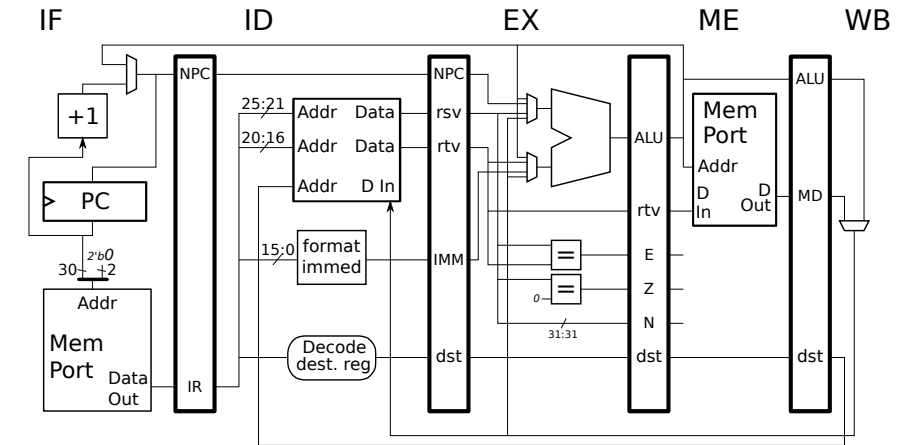 IF ID EX ME WB
NPC NPC ALU
25:21 Addr Data rsv Mem
+1 Port
20:16 Addr Data rtv ALU
Addr
PC Addr D In D D MD
In Out
rtv
2'b0 15:0 format
30 2 immed IMM = E
Addr
0 = Z
Mem N
Port 31:31
Decode
dest. reg dst dst dst
Data
Out IR